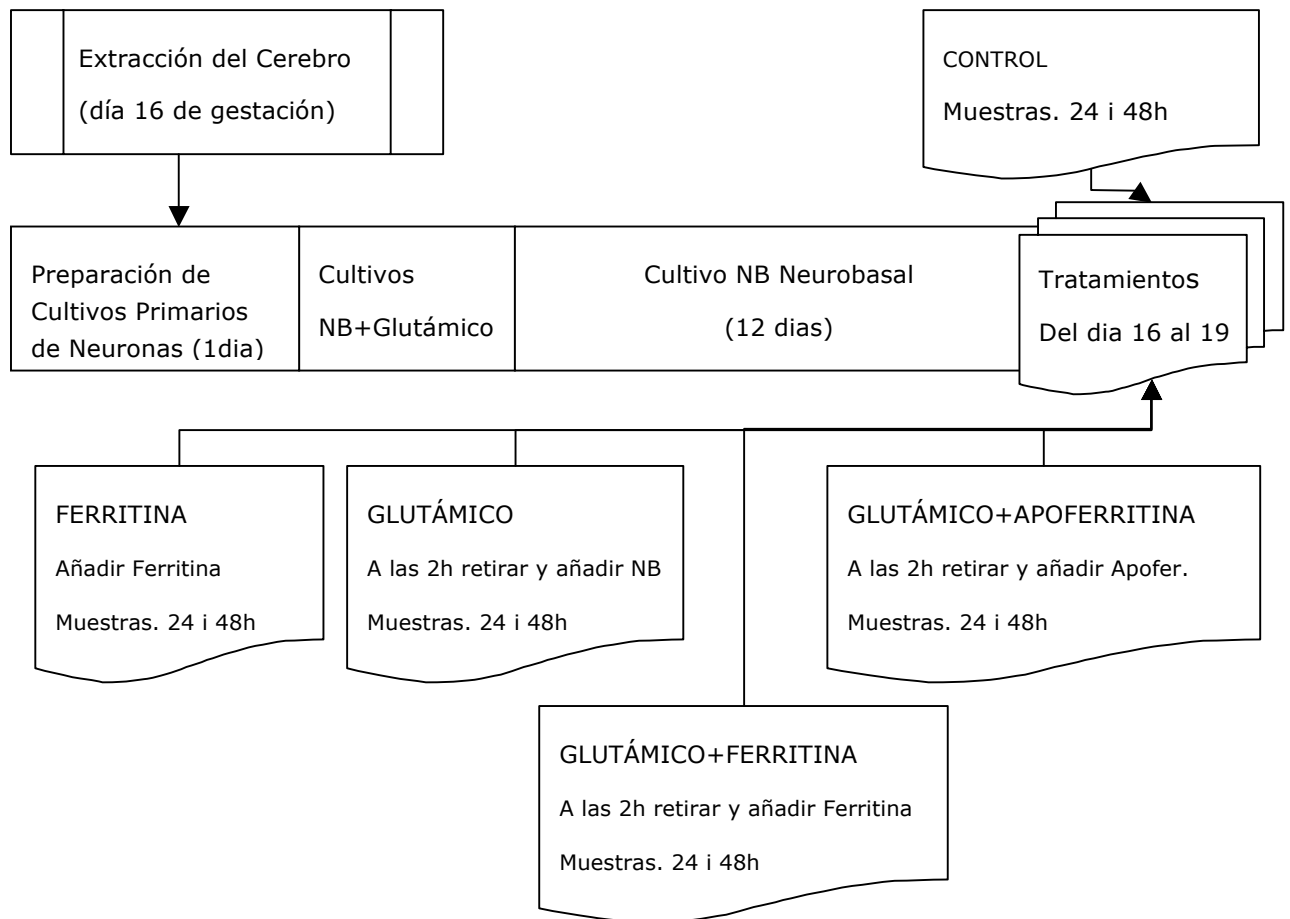 Extracción del Cerebro
(día 16 de gestación)
CONTROL
Muestras. 24 i 48h
Preparación de
Cultivos Primarios
de Neuronas (1dia)
Cultivos
NB+Glutámico
Cultivo NB Neurobasal
(12 dias)
Tratamientos
Del dia 16 al 19
FERRITINA
Añadir Ferritina
Muestras. 24 i 48h
GLUTÁMICO
A las 2h retirar y añadir NB
Muestras. 24 i 48h
GLUTÁMICO+APOFERRITINA
A las 2h retirar y añadir Apofer.
Muestras. 24 i 48h
GLUTÁMICO+FERRITINA
A las 2h retirar y añadir Ferritina
Muestras. 24 i 48h